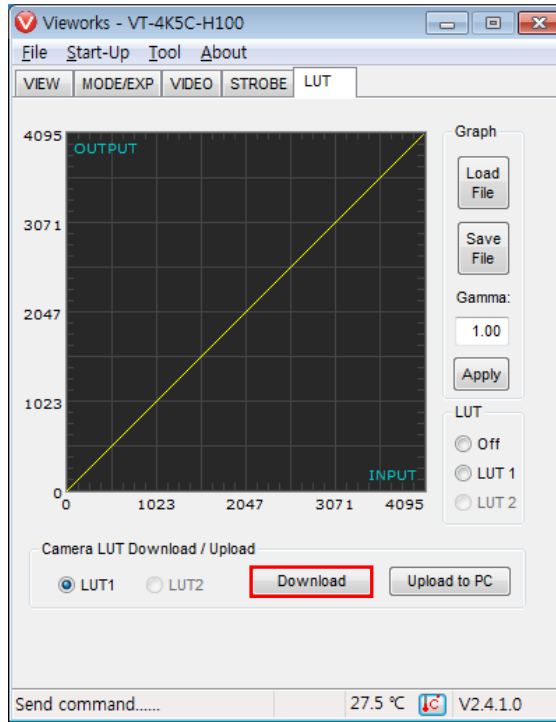 Vieworks - VT-4K5C-H100
File Start-Up Tool About
VIEW MODE/EXP VIDEO STROBE LUT
4095
OUTPUT
3071
2047
1023
0
INPUT
0 1023 2047 3071 4095
Graph
Load
File
Save
File
Gamma:
1.00
Apply
LUT
Off
LUT 1
LUT 2
Camera LUT Download / Upload
LUT1 LUT2 Download Upload to PC
Send command...... 27.5 ℃ V2.4.1.0